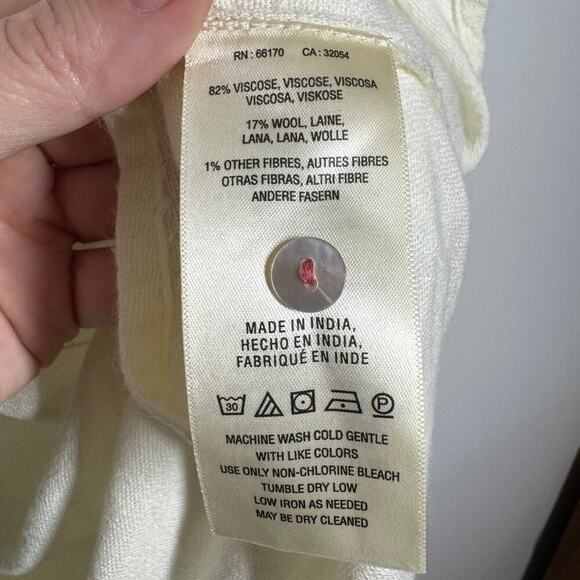 RN : 66170 CA : 32054
82% VISCOSE, VISCOSE, VISCOSA
VISCOSA, VISKOSE
17% WOOL, LAINE,
LANA, LANA, WOLLE
1% OTHER FIBRES, AUTRES FIBRES
OTRAS FIBRAS, ALTRI FIBRE
ANDERE FASERN
MADE IN INDIA,
HECHO EN INDIA,
FABRIQUÉ EN INDE
30 P
MACHINE WASH COLD GENTLE
WITH LIKE COLORS
USE ONLY NON-CHLORINE BLEACH
TUMBLE DRY LOW
LOW IRON AS NEEDED
MAY BE DRY CLEANED